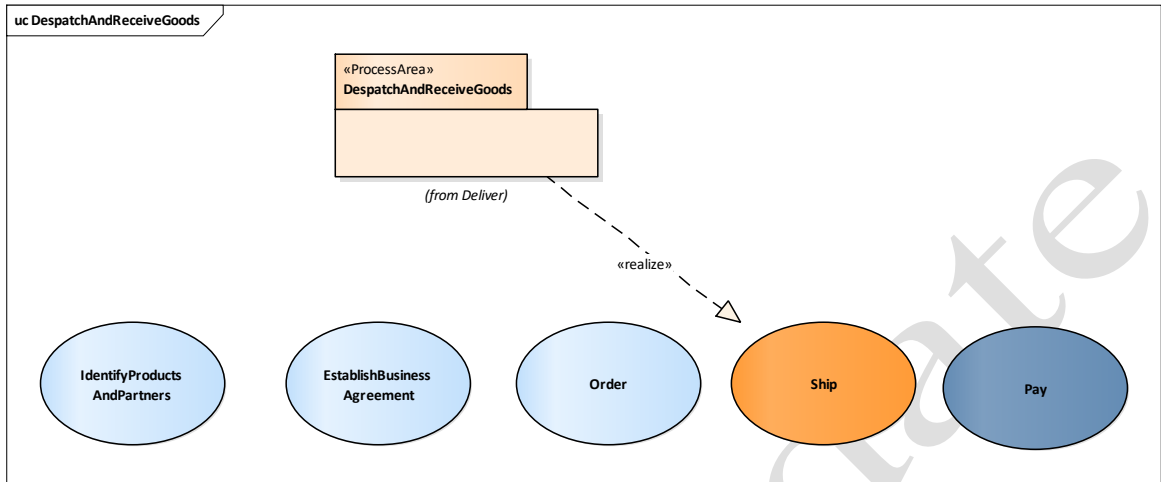 uc DespatchAndReceiveGoods
«ProcessArea»
DespatchAndReceiveGoods
(from Deliver)
«realize»
IdentifyProducts
AndPartners
EstablishBusiness
Agreement
Order
Ship
Pay